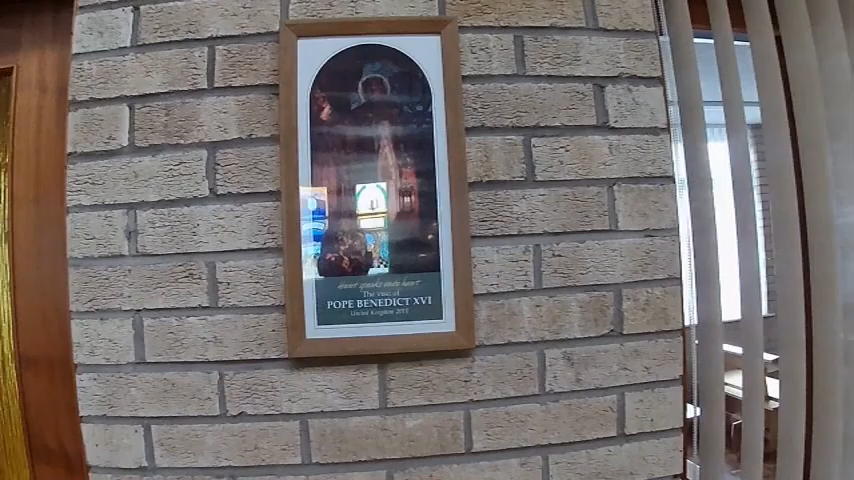 Heart speaks unto heart
The visit of
POPE BENEDICT XVI
United Kingdom 2010